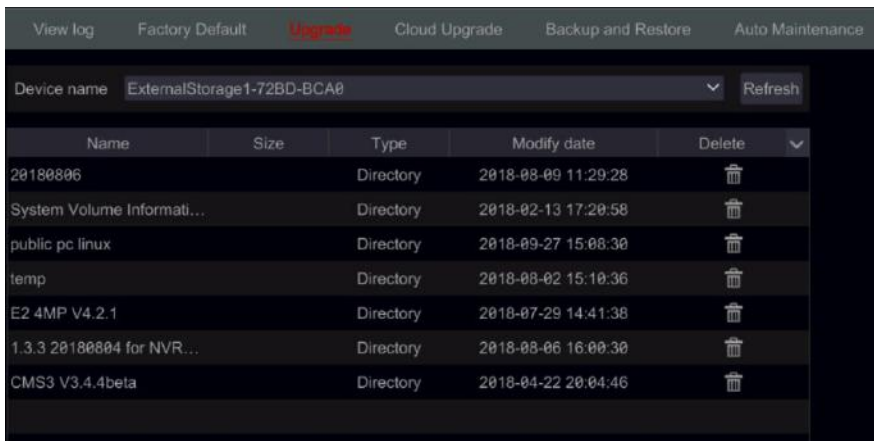 View log Factory Default Upgrade Cloud Upgrade Backup and Restore Auto Maintenance
Device name ExternalStorage1-72BD-BCA0 Refresh
Name Size Type Modify date Delete
20180806 Directory 2018-08-09 11:29:28
System Volume Informati... Directory 2018-02-13 17:20:58
public pc linux Directory 2018-09-27 15:08:30
temp Directory 2018-08-02 15:10:36
E2 4MP V4.2.1 Directory 2018-07-29 14:41:38
1.3.3 20180804 for NVR... Directory 2018-08-06 16:00:30
CMS3 V3.4.4beta Directory 2018-04-22 20:04:46